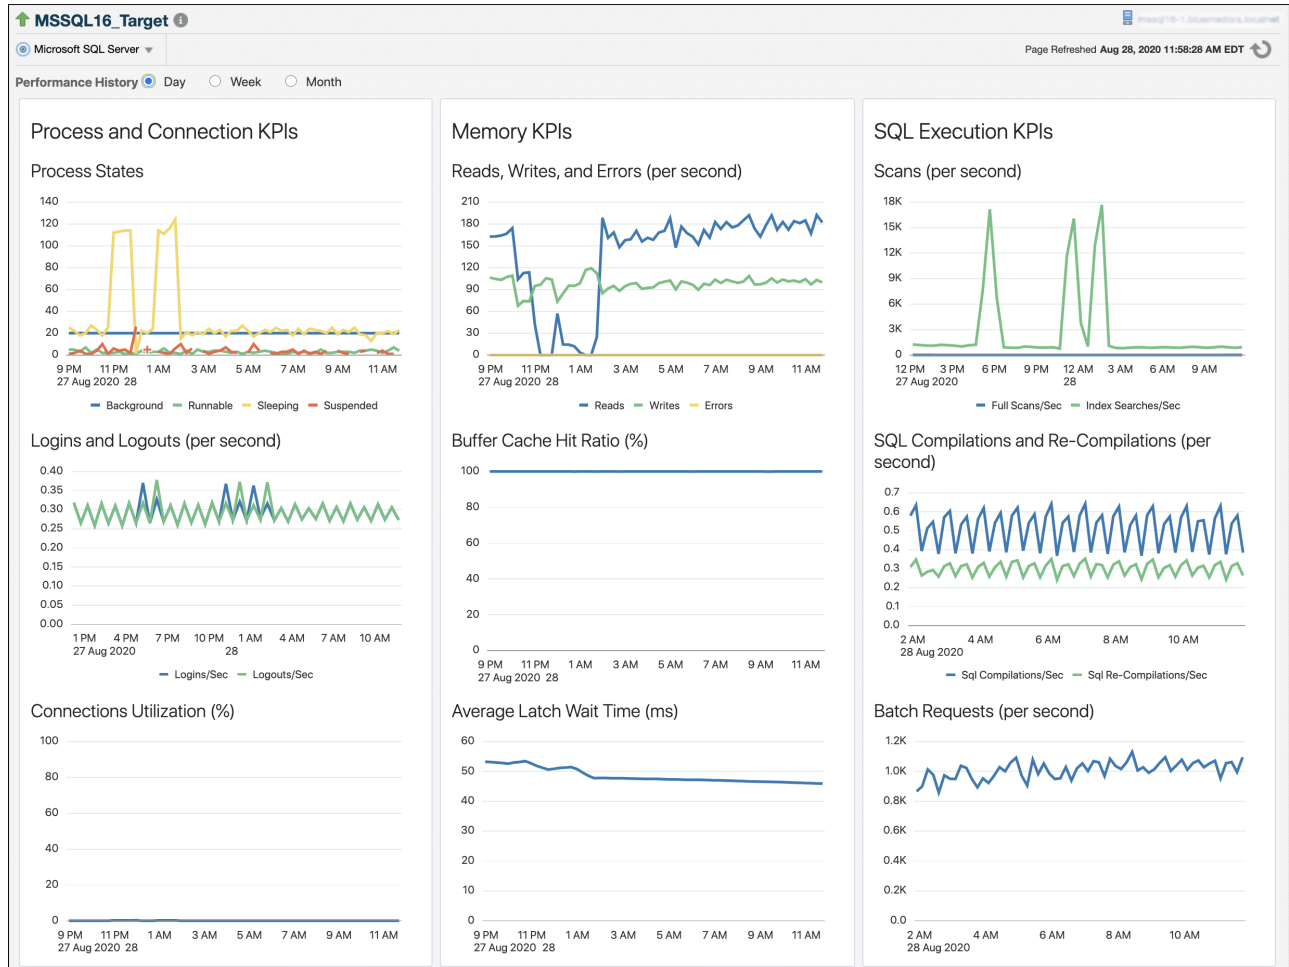 MSSQL16_Target
Microsoft SQL Server
Page Refreshed Aug 28, 2020 11:58:28 AM EDT
Performance History Day Week Month
Process and Connection KPIs
Process States
140
120
100
80
60
40
20
0
9 PM 11 PM 1 AM 3 AM 5 AM 7 AM 9 AM 11 AM
27 Aug 2020 28
Background Runnable Sleeping Suspended
Logins and Logouts (per second)
0.40
0.35
0.30
0.25
0.20
0.15
0.10
0.05
0.00
1 PM 4 PM 7 PM 10 PM 1 AM 4 AM 7 AM 10 AM
27 Aug 2020 28
Logins/Sec Logouts/Sec
Connections Utilization (%)
100
80
60
40
20
0
9 PM 11 PM 1 AM 3 AM 5 AM 7 AM 9 AM 11 AM
27 Aug 2020 28
Memory KPIs
Reads, Writes, and Errors (per second)
210
180
150
120
90
60
30
0
9 PM 11 PM 1 AM 3 AM 5 AM 7 AM 9 AM 11 AM
27 Aug 2020 28
Reads Writes Errors
Buffer Cache Hit Ratio (%)
100
80
60
40
20
0
9 PM 11 PM 1 AM 3 AM 5 AM 7 AM 9 AM 11 AM
27 Aug 2020 28
Average Latch Wait Time (ms)
60
50
40
30
20
10
0
9 PM 11 PM 1 AM 3 AM 5 AM 7 AM 9 AM 11 AM
27 Aug 2020 28
SQL Execution KPIs
Scans (per second)
18K
15K
12K
9K
6K
3K
0
12 PM 3 PM 6 PM 9 PM 12 AM 3 AM 6 AM 9 AM
27 Aug 2020 28
Full Scans/Sec Index Searches/Sec
SQL Compilations and Re-Compilations (per
second)
0.7
0.6
0.5
0.4
0.3
0.2
0.1
0.0
2 AM 4 AM 6 AM 8 AM 10 AM
28 Aug 2020
Sql Compilations/Sec Sql Re-Compilations/Sec
Batch Requests (per second)
1.2K
1.0K
0.8K
0.6K
0.4K
0.2K
0.0
2 AM 4 AM 6 AM 8 AM 10 AM
28 Aug 2020